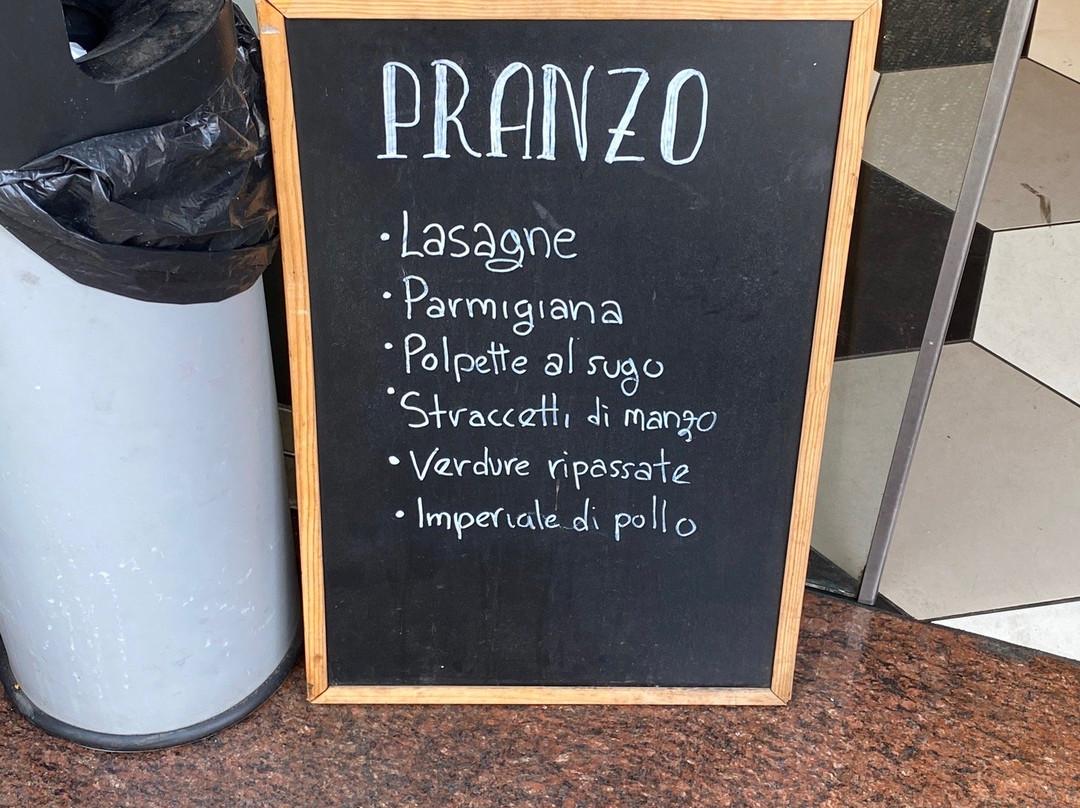 PRANZO
• Lasagne
• Parmigiana
• Polpette al sugo
• Straccetti di manzo
• Verdure ripassate
• Imperiale di pollo